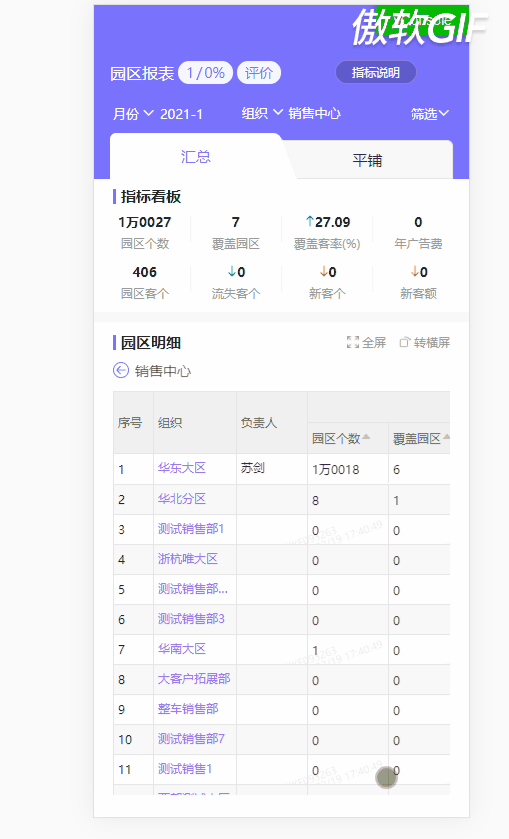 傲软GIF
园区报表 1/0% 评价 指标说明
月份 2021-1 组织 销售中心 筛选
汇总 平铺
指标看板
1万0027 7 ↑27.09 0
园区个数 覆盖园区 覆盖客率(%) 年广告费
406 ↓0 ↓0 ↓0
园区客个 流失客个 新客个 新客额
园区明细 全屏 转横屏
销售中心
序号 组织 负责人
园区个数 覆盖园区
1 华东大区 苏剑 1万0018 6
2 华北分区 8 1
3 测试销售部1 0 0
4 浙杭唯大区 0 0
5 测试销售部... 0 0
6 测试销售部3 0 0
7 华南大区 1 0
8 大客户拓展部 0 0
9 整车销售部 0 0
10 测试销售部7 0 0
11 测试销售1 0 0